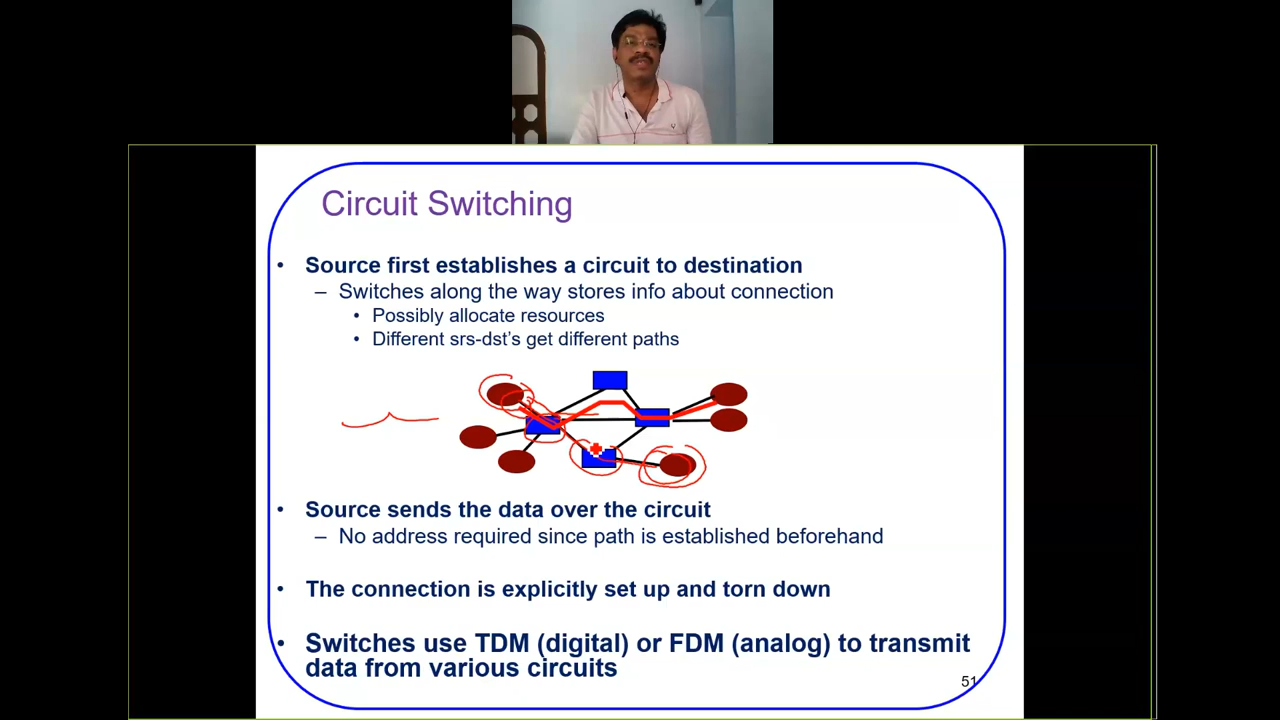 Circuit Switching
• Source first establishes a circuit to destination
– Switches along the way stores info about connection
• Possibly allocate resources
• Different srs-dst's get different paths
• Source sends the data over the circuit
– No address required since path is established beforehand
• The connection is explicitly set up and torn down
• Switches use TDM (digital) or FDM (analog) to transmit
data from various circuits
51